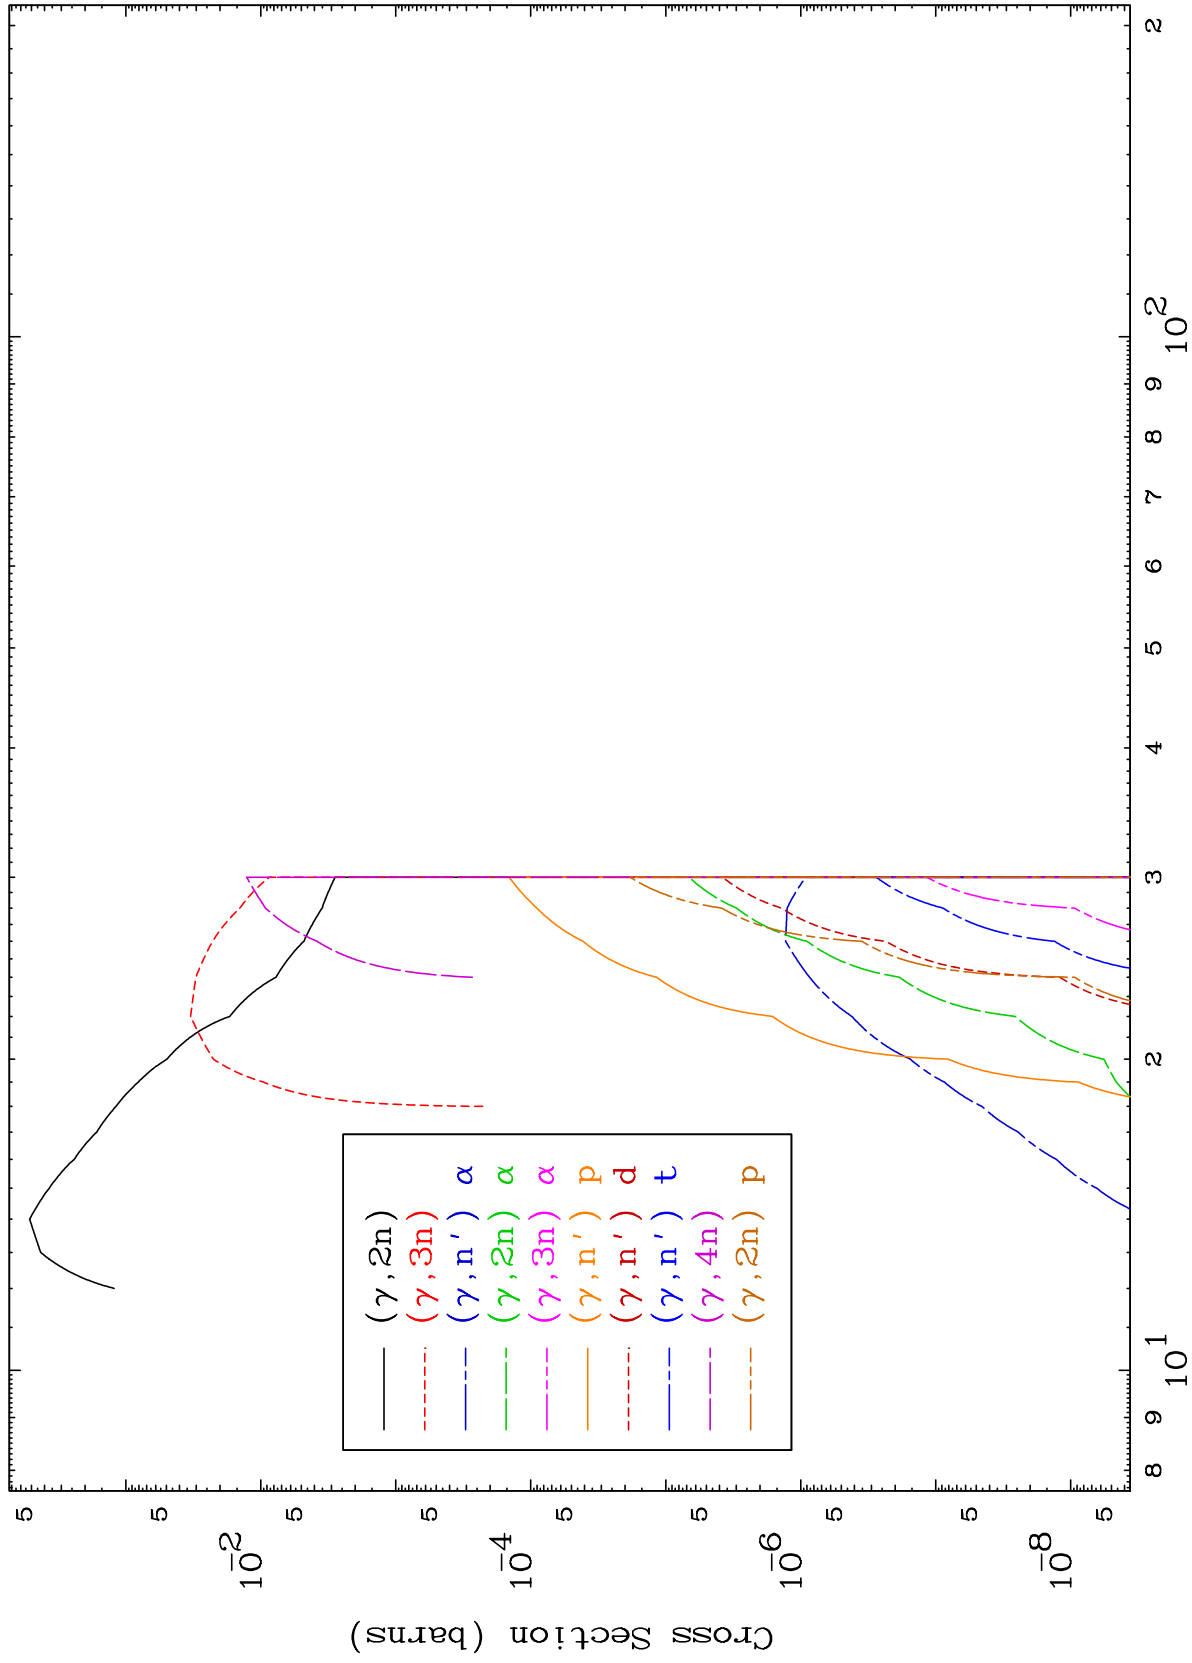 Cross Section (barns)
5
10^-2
5
5
10^-4
5
5
10^-6
5
5
10^-8
5
(γ,2n)
(γ,3n)
(γ,n') α
(γ,2n) α
(γ,3n) α
(γ,n') p
(γ,n') d
(γ,n') t
(γ,4n)
(γ,2n) p
8 9 10^1 2 3 4 5 6 7 8 9 10^2 2